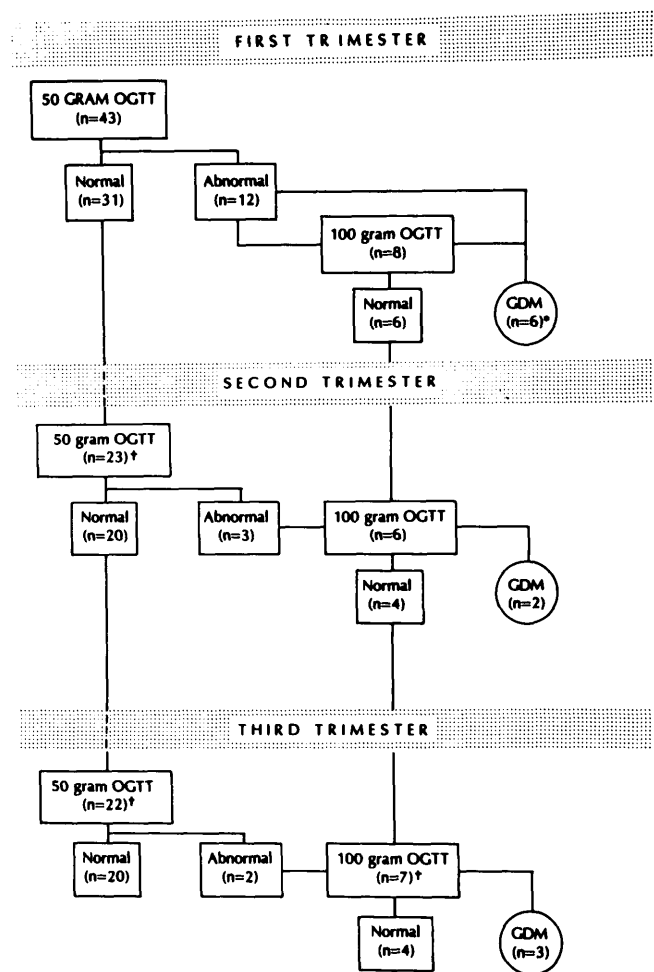 FIRST TRIMESTER
50 GRAM OGTT
(n=43)
Normal
(n=31)
Abnormal
(n=12)
100 gram OGTT
(n=8)
Normal
(n=6)
GDM
(n=6)*
SECOND TRIMESTER
50 gram OGTT
(n=23)†
Normal
(n=20)
Abnormal
(n=3)
100 gram OGTT
(n=6)
Normal
(n=4)
GDM
(n=2)
THIRD TRIMESTER
50 gram OGTT
(n=22)†
Normal
(n=20)
Abnormal
(n=2)
100 gram OGTT
(n=7)†
Normal
(n=4)
GDM
(n=3)